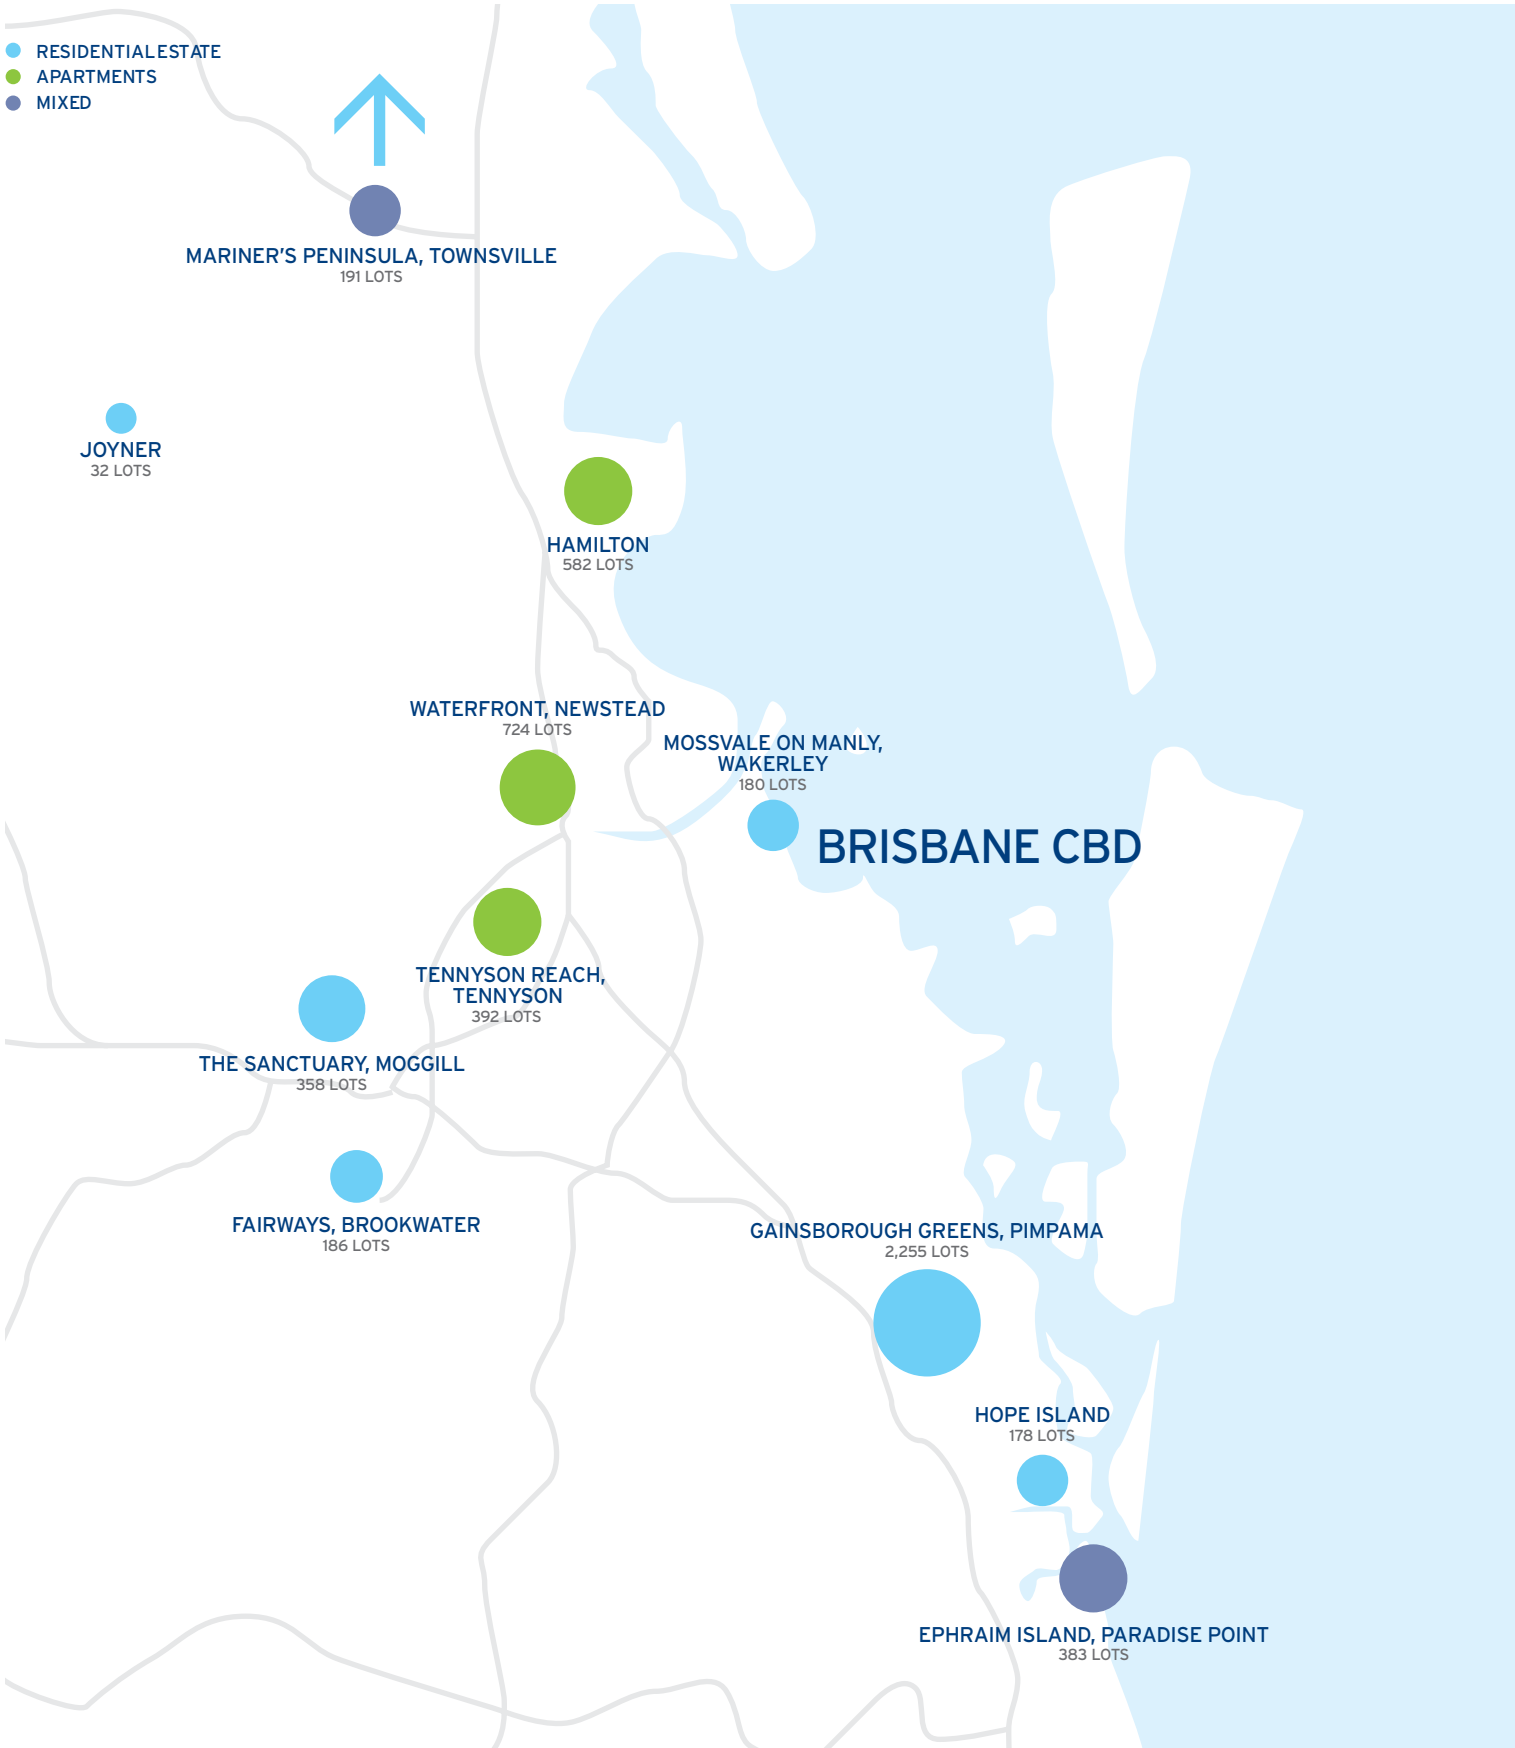 RESIDENTIAL ESTATE
APARTMENTS
MIXED
MARINER'S PENINSULA, TOWNSVILLE
191 LOTS
JOYNER
32 LOTS
HAMILTON
582 LOTS
WATERFRONT, NEWSTEAD
724 LOTS
MOSSVALE ON MANLY,
WAKERLEY
180 LOTS
BRISBANE CBD
TENNYSON REACH,
TENNYSON
392 LOTS
THE SANCTUARY, MOGGILL
358 LOTS
FAIRWAYS, BROOKWATER
186 LOTS
GAINSBOROUGH GREENS, PIMPAMA
2,255 LOTS
HOPE ISLAND
178 LOTS
EPHRAIM ISLAND, PARADISE POINT
383 LOTS